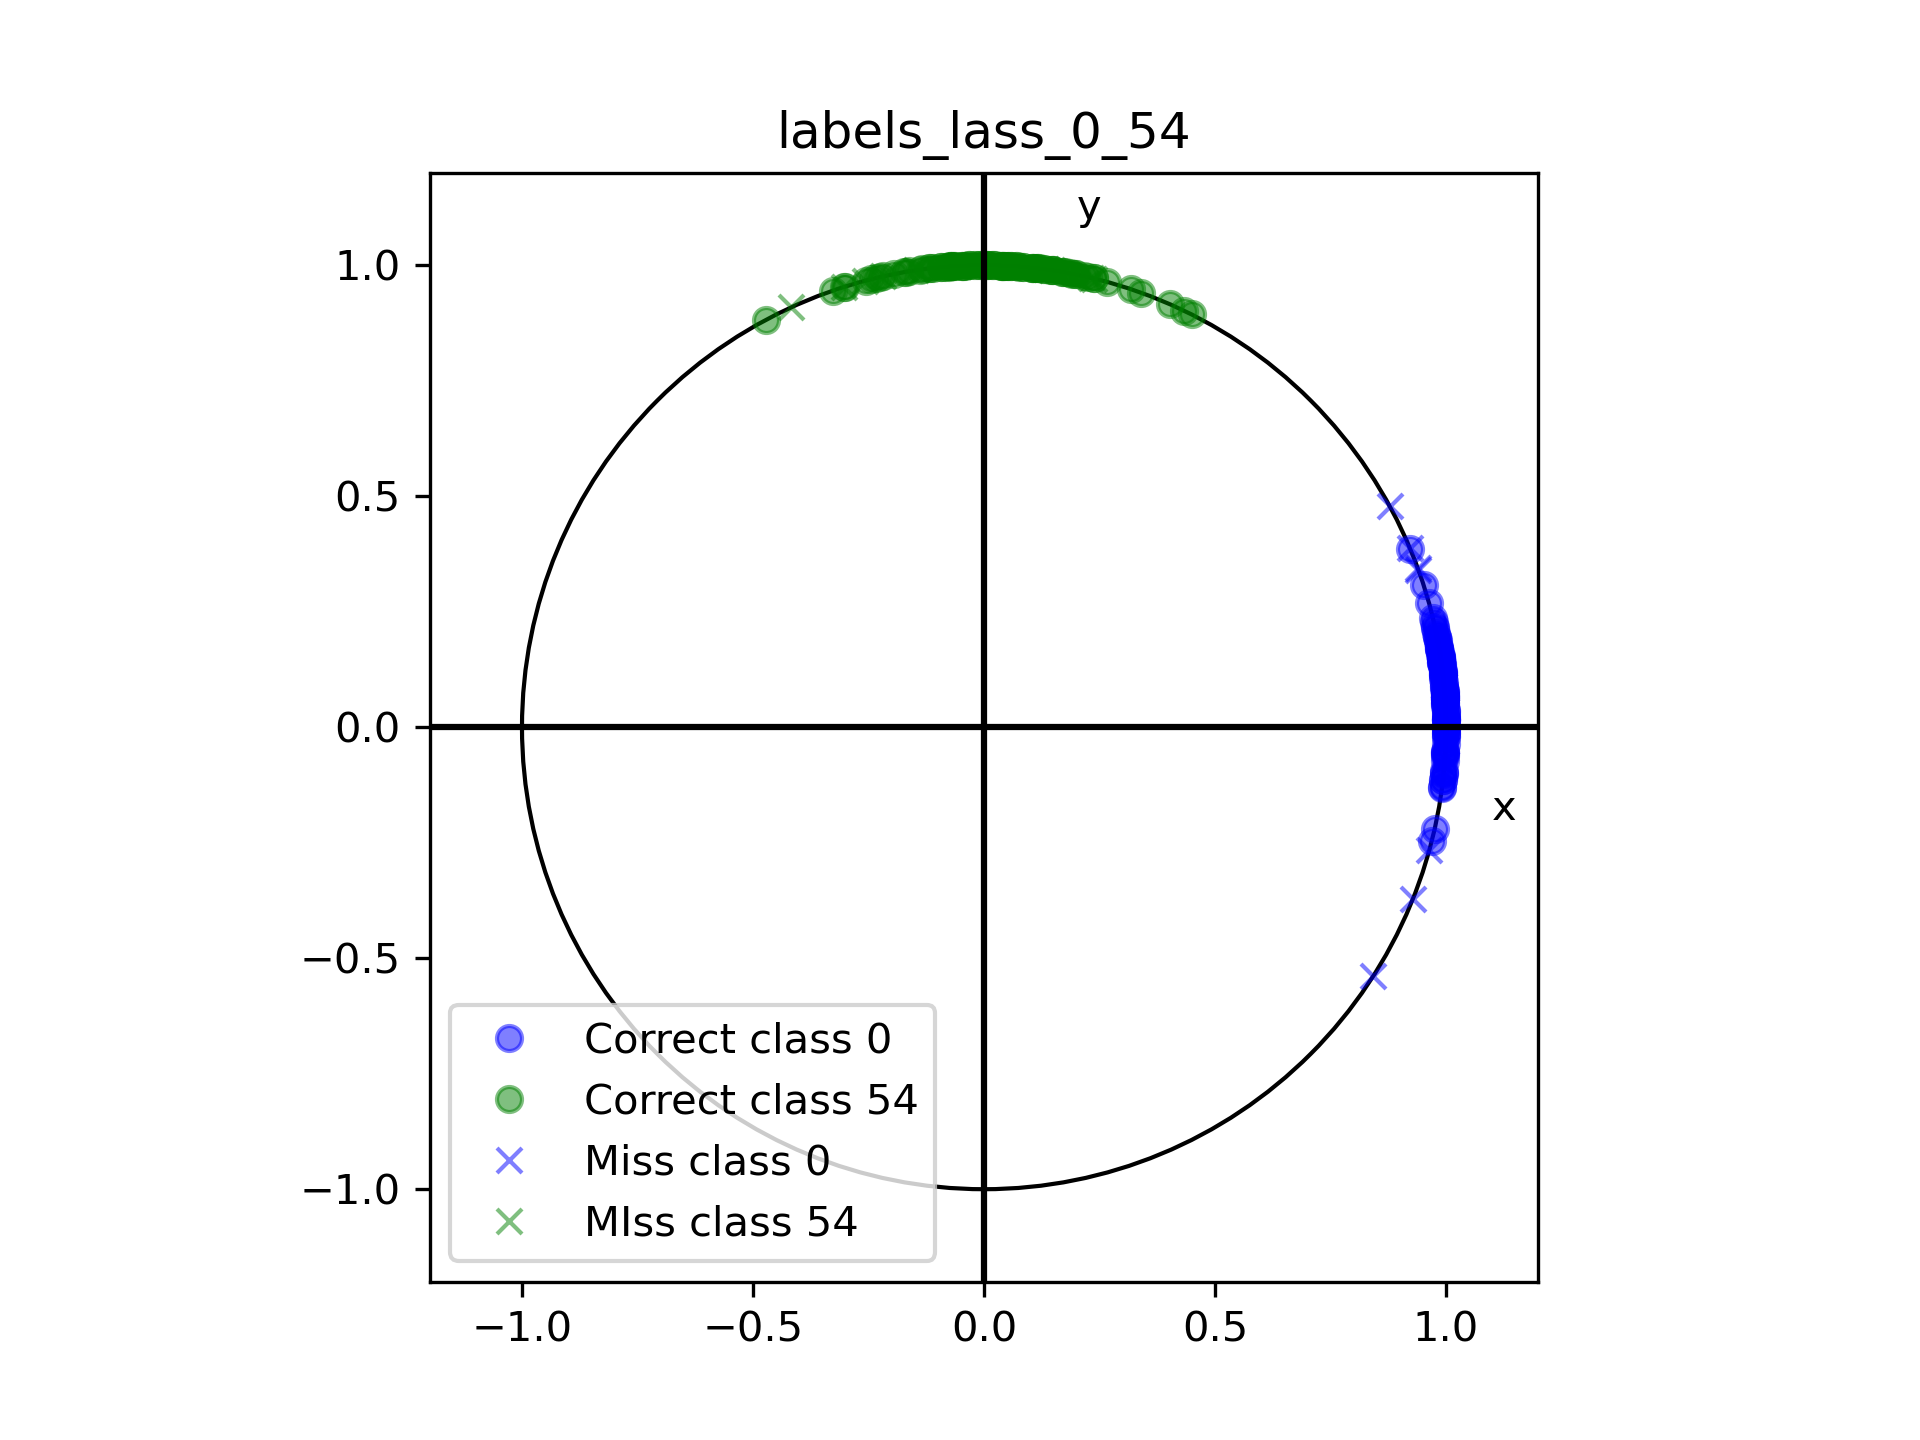 labels_lass_0_54
y
1.0
0.5
0.0
x
−0.5
−1.0
Correct class 0
Correct class 54
Miss class 0
MIss class 54
−1.0 −0.5 0.0 0.5 1.0